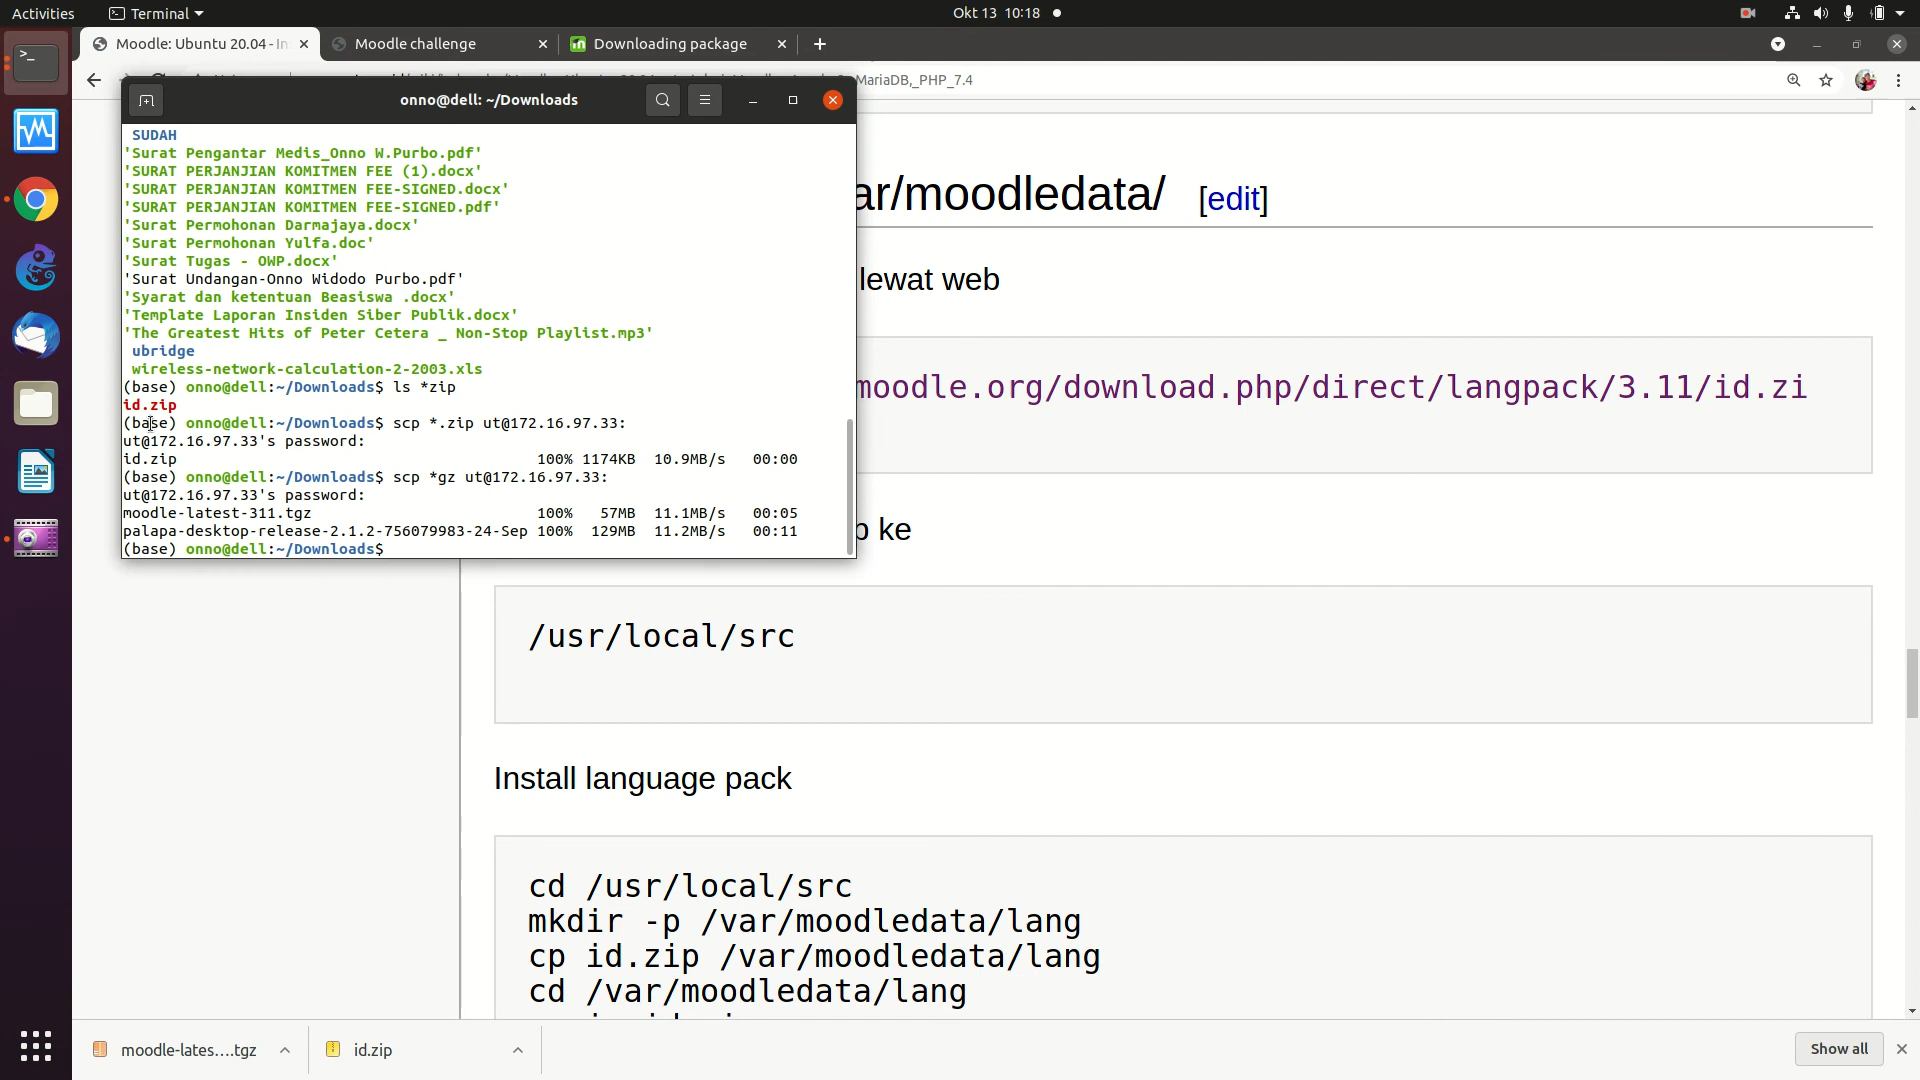 Activities
Terminal
Okt 13 10:18
Moodle: Ubuntu 20.04 - In
Moodle challenge
Downloading package
MariaDB,_PHP_7.4
onno@dell: ~/Downloads
SUDAH
'Surat Pengantar Medis_Onno W.Purbo.pdf'
'SURAT PERJANJIAN KOMITMEN FEE (1).docx'
'SURAT PERJANJIAN KOMITMEN FEE-SIGNED.docx'
'SURAT PERJANJIAN KOMITMEN FEE-SIGNED.pdf'
'Surat Permohonan Darmajaya.docx'
'Surat Permohonan Yulfa.doc'
'Surat Tugas - OWP.docx'
'Surat Undangan-Onno Widodo Purbo.pdf'
'Syarat dan ketentuan Beasiswa .docx'
'Template Laporan Insiden Siber Publik.docx'
'The Greatest Hits of Peter Cetera _ Non-Stop Playlist.mp3'
ubridge
wireless-network-calculation-2-2003.xls
(base) onno@dell:~/Downloads$ ls *zip
id.zip
(base) onno@dell:~/Downloads$ scp *.zip ut@172.16.97.33:
ut@172.16.97.33's password:
id.zip 100% 1174KB 10.9MB/s 00:00
(base) onno@dell:~/Downloads$ scp *gz ut@172.16.97.33:
ut@172.16.97.33's password:
moodle-latest-311.tgz 100% 57MB 11.1MB/s 00:05
palapa-desktop-release-2.1.2-756079983-24-Sep 100% 129MB 11.2MB/s 00:11
(base) onno@dell:~/Downloads$
ar/moodledata/ [edit]
lewat web
moodle.org/download.php/direct/langpack/3.11/id.zi
p ke
/usr/local/src
Install language pack
cd /usr/local/src
mkdir -p /var/moodledata/lang
cp id.zip /var/moodledata/lang
cd /var/moodledata/lang
moodle-lates....tgz
id.zip
Show all